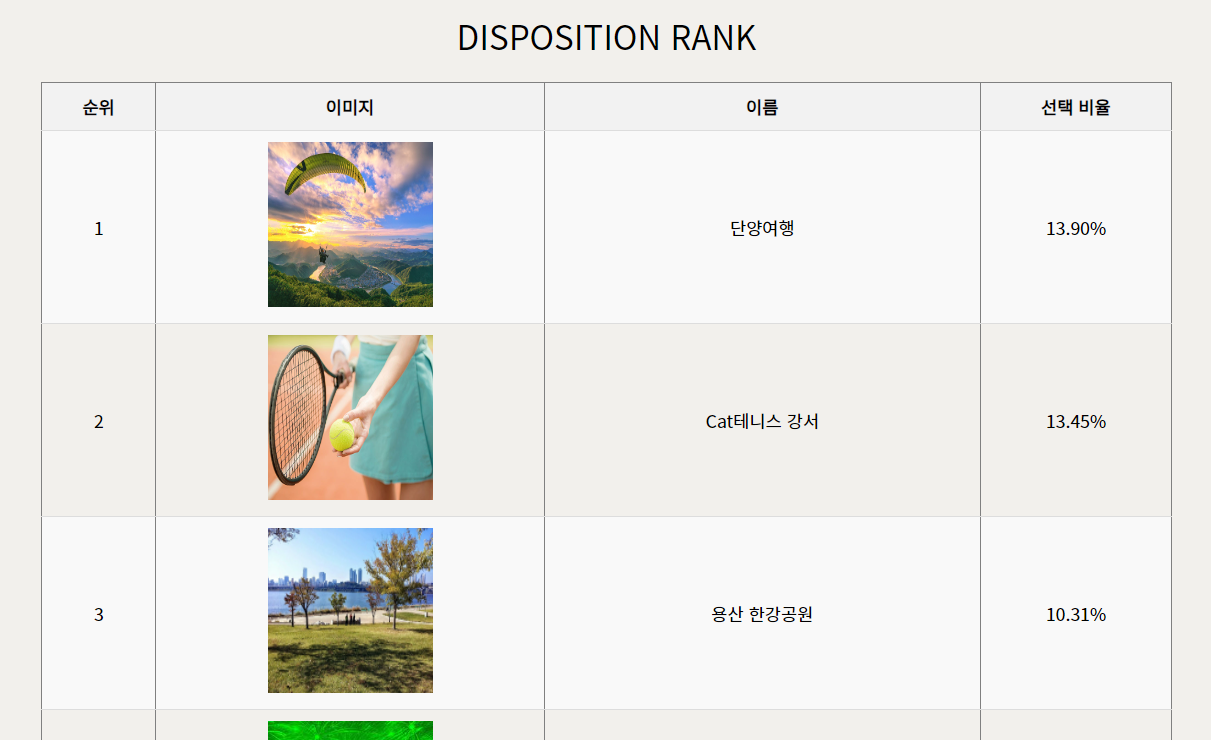 DISPOSITION RANK
순위 이미지 이름 선택 비율
1 단양여행 13.90%
2 Cat테니스 강서 13.45%
3 용산 한강공원 10.31%